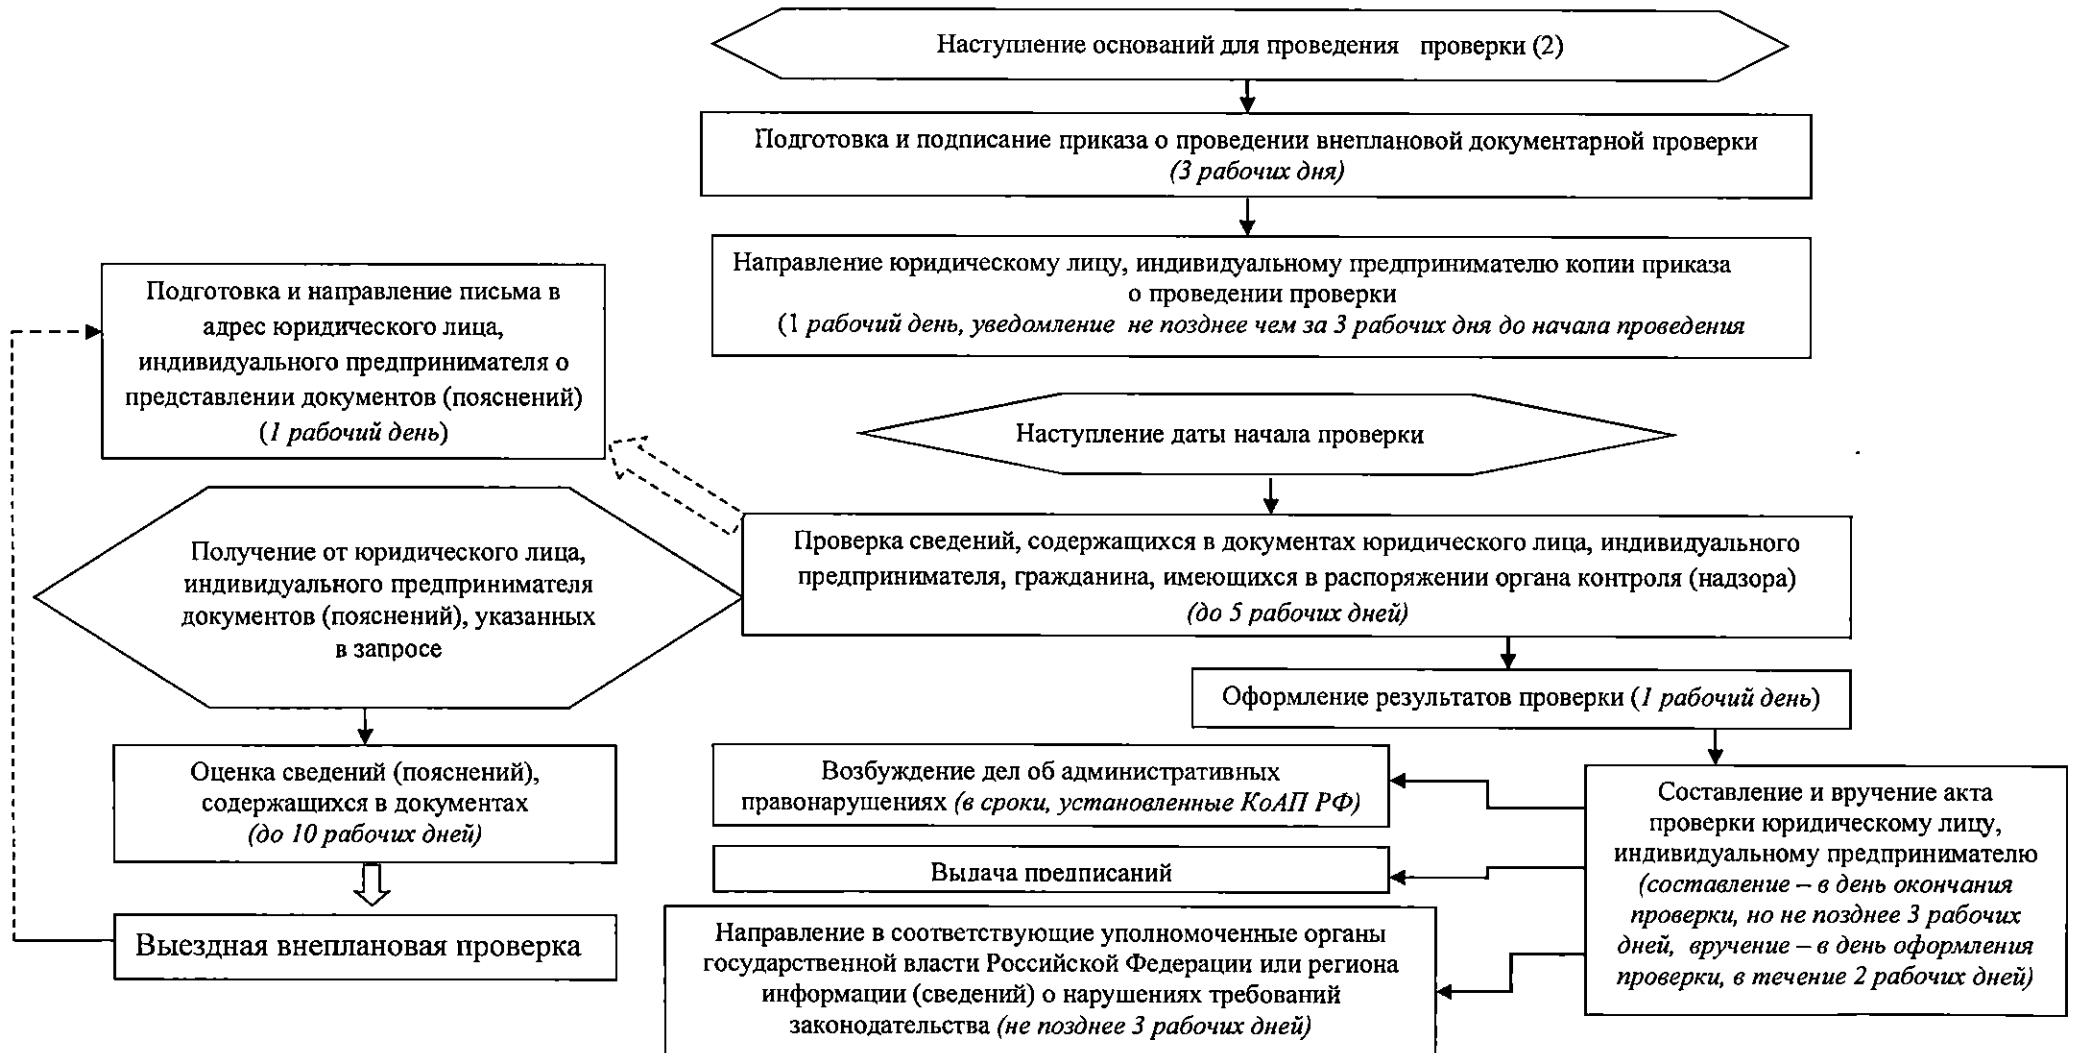 Наступление оснований для проведения проверки (2)
Подготовка и подписание приказа о проведении внеплановой документарной проверки
(3 рабочих дня)
Направление юридическому лицу, индивидуальному предпринимателю копии приказа
о проведении проверки
(1 рабочий день, уведомление не позднее чем за 3 рабочих дня до начала проведения
Подготовка и направление письма в
адрес юридического лица,
индивидуального предпринимателя о
представлении документов (пояснений)
(1 рабочий день)
Наступление даты начала проверки
Получение от юридического лица,
индивидуального предпринимателя
документов (пояснений), указанных
в запросе
Проверка сведений, содержащихся в документах юридического лица, индивидуального
предпринимателя, гражданина, имеющихся в распоряжении органа контроля (надзора)
(до 5 рабочих дней)
Оформление результатов проверки (1 рабочий день)
Оценка сведений (пояснений),
содержащихся в документах
(до 10 рабочих дней)
Возбуждение дел об административных
правонарушениях (в сроки, установленные КоАП РФ)
Составление и вручение акта
проверки юридическому лицу,
индивидуальному предпринимателю
(составление – в день окончания
проверки, но не позднее 3 рабочих
дней, вручение – в день оформления
проверки, в течение 2 рабочих дней)
Выдача предписаний
Выездная внеплановая проверка
Направление в соответствующие уполномоченные органы
государственной власти Российской Федерации или региона
информации (сведений) о нарушениях требований
законодательства (не позднее 3 рабочих дней)